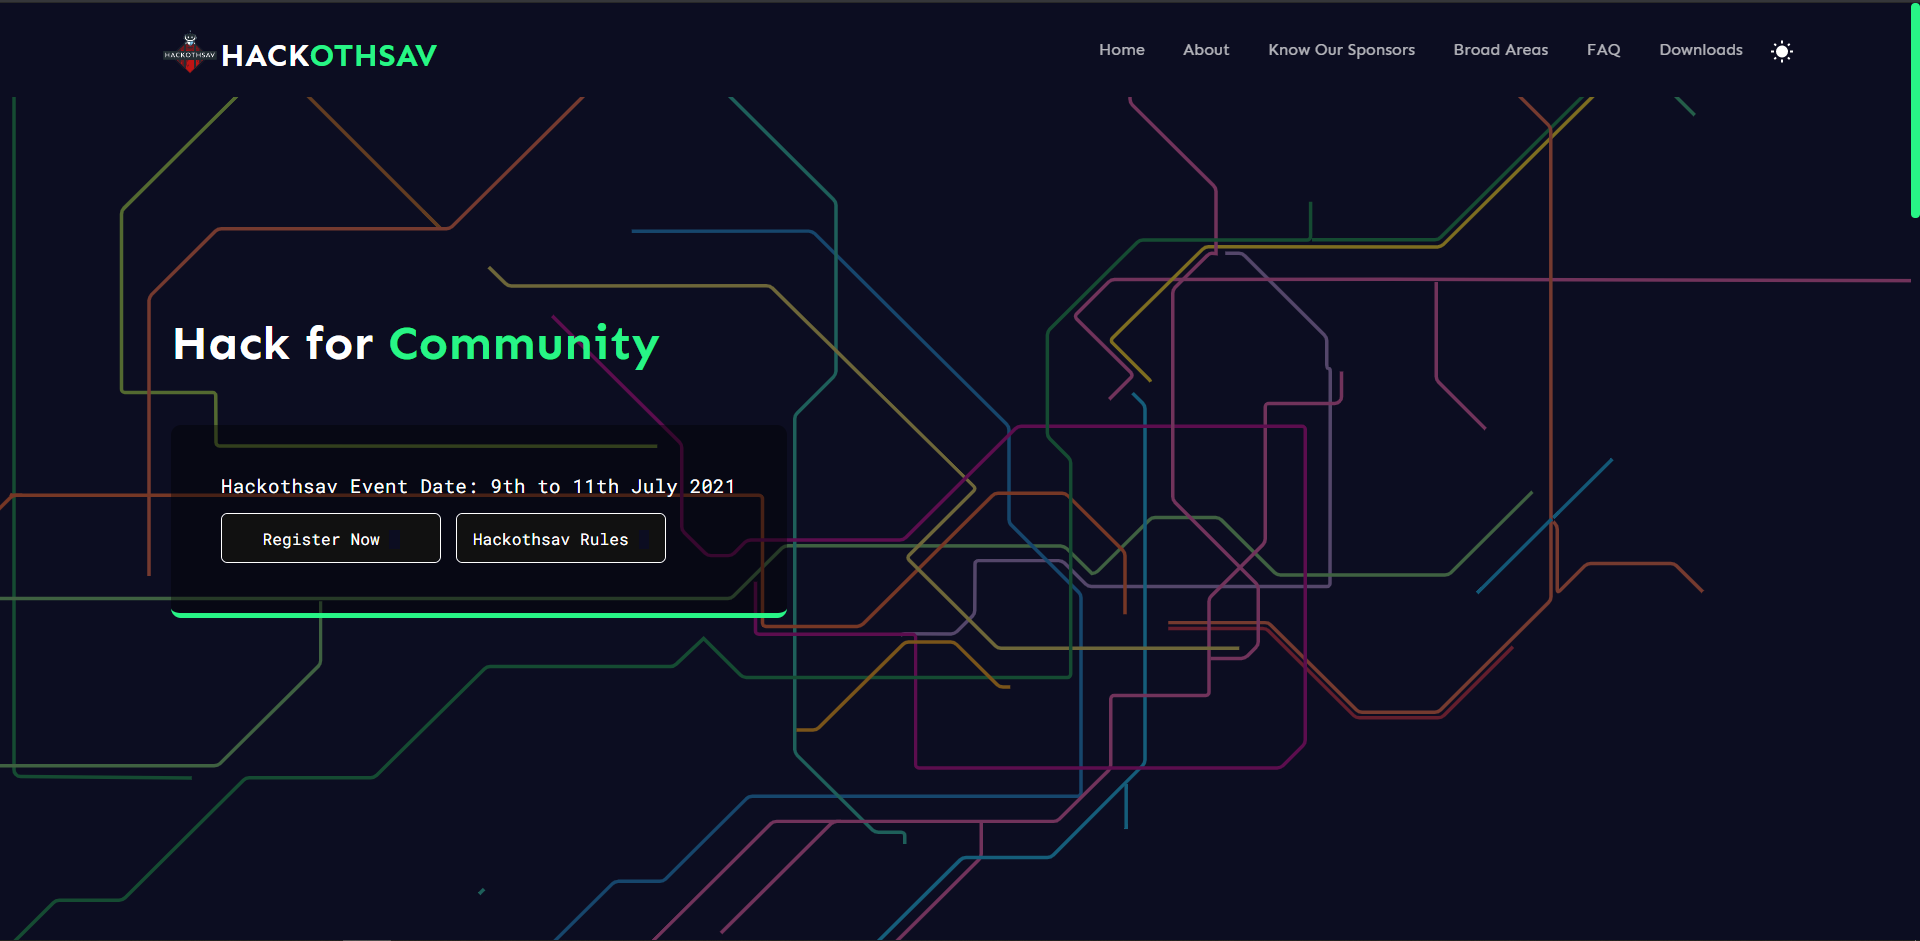 HACKOTHSAV
HACKOTHSAV
Home
About
Know Our Sponsors
Broad Areas
FAQ
Downloads
Hack for Community
Hackothsav Event Date: 9th to 11th July 2021
Register Now
Hackothsav Rules